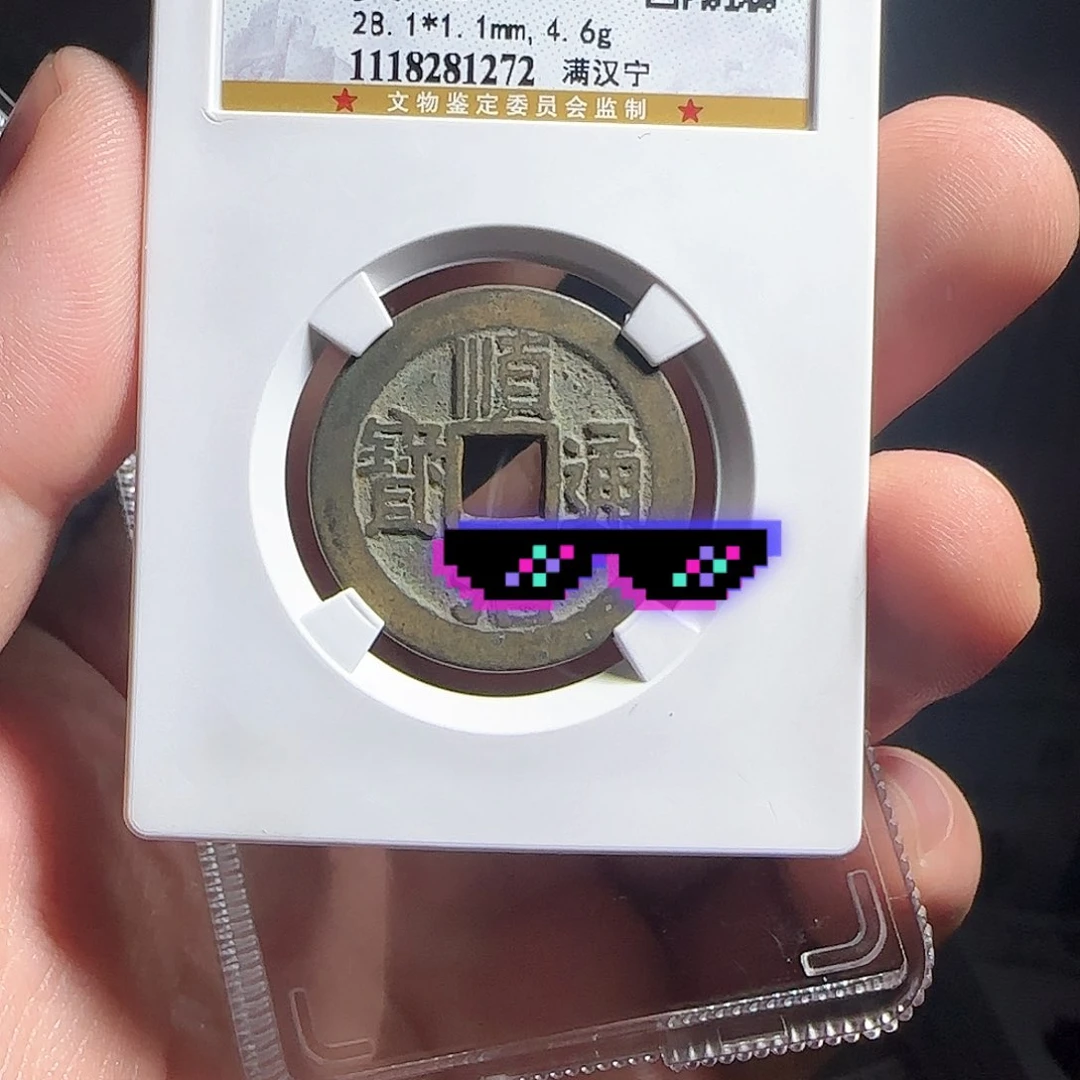 28.1*1.1mm, 4.6g
1118281272 满汉宁
文物鉴定委员会监制
順
寶 通